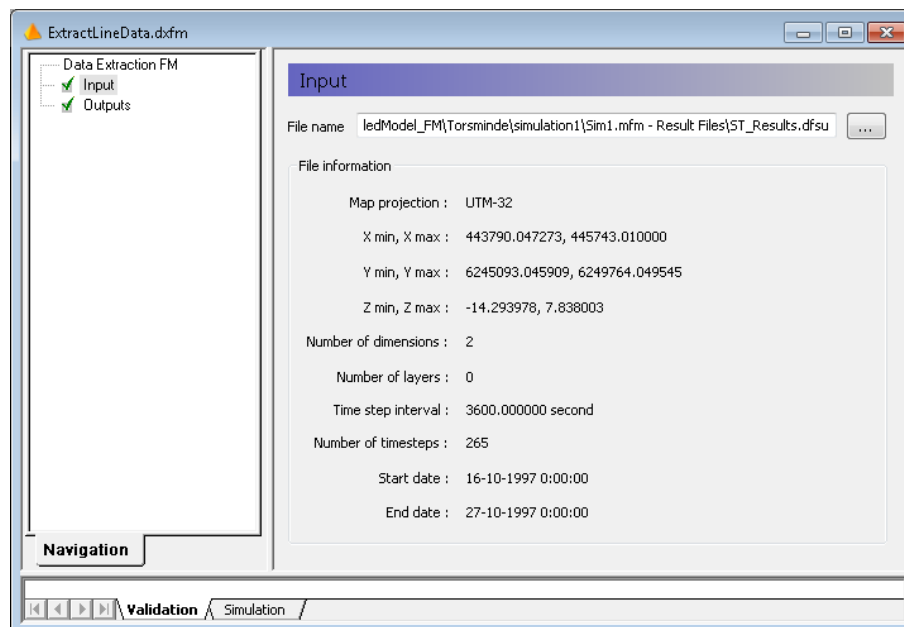 ExtractLineData.dxfm
Data Extraction FM
Input
Outputs
Navigation
Input
File name ledModel_FM\Torsminde\simulation1\Sim1.mfm - Result Files\ST_Results.dfsu ...
File information
Map projection : UTM-32
X min, X max : 443790.047273, 445743.010000
Y min, Y max : 6245093.045909, 6249764.049545
Z min, Z max : -14.293978, 7.838003
Number of dimensions : 2
Number of layers : 0
Time step interval : 3600.000000 second
Number of timesteps : 265
Start date : 16-10-1997 0:00:00
End date : 27-10-1997 0:00:00
Validation Simulation